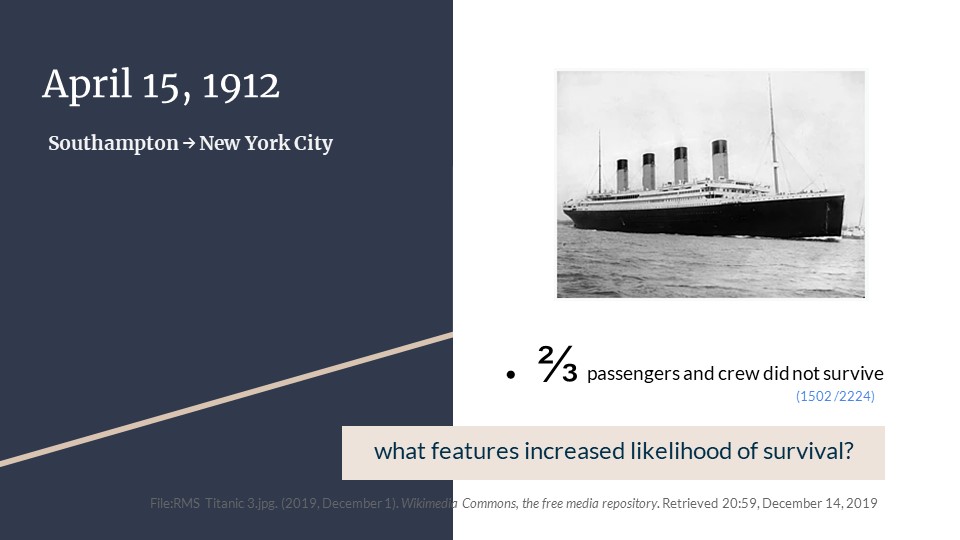 April 15, 1912
Southampton → New York City
● ⅔ passengers and crew did not survive
(1502 /2224)
what features increased likelihood of survival?
File:RMS Titanic 3.jpg. (2019, December 1). Wikimedia Commons, the free media repository. Retrieved 20:59, December 14, 2019